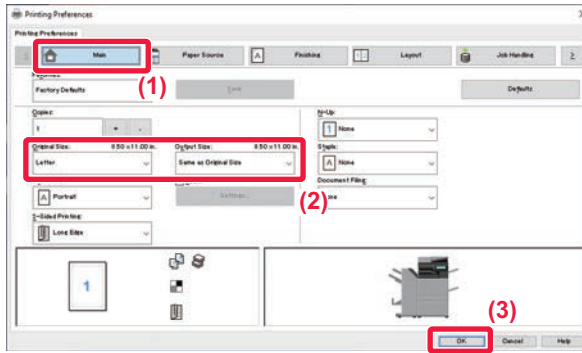 Printing Preferences
Printing Preferences
Main
Paper Source
Finishing
Layout
Job Handling
(1)
Factory Defaults
Save
Defaults
Copies:
1
+
-
N-Up:
1 None
Original Size: 8.50 x 11.00 in.
Output Size: 8.50 x 11.00 in.
Staple:
Letter
Same as Original Size
A None
Document Filing:
(2)
A Portrait
Settings...
2-Sided Printing:
Long Edge
1
(3)
OK
Cancel
Help